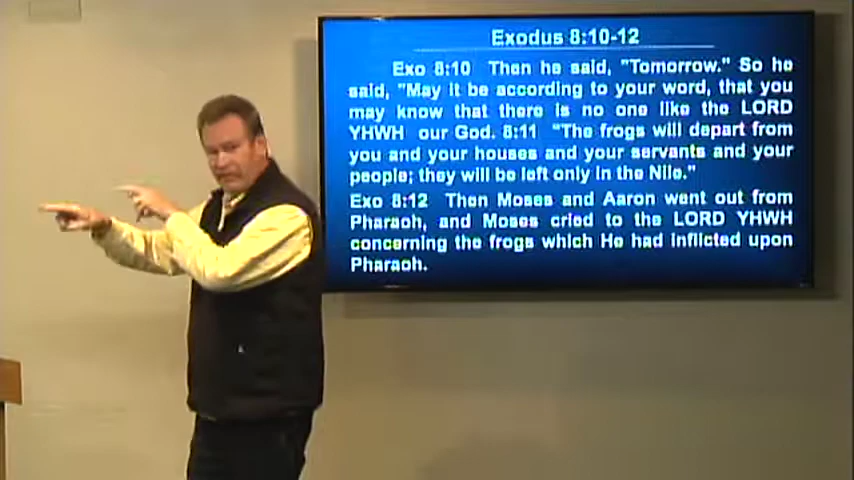 Exodus 8:10-12
Exo 8:10 Then he said, "Tomorrow." So he
said, "May it be according to your word, that you
may know that there is no one like the LORD
YHWH our God. 8:11 "The frogs will depart from
you and your houses and your servants and your
people; they will be left only in the Nile."
Exo 8:12 Then Moses and Aaron went out from
Pharaoh, and Moses cried to the LORD YHWH
concerning the frogs which He had inflicted upon
Pharaoh.